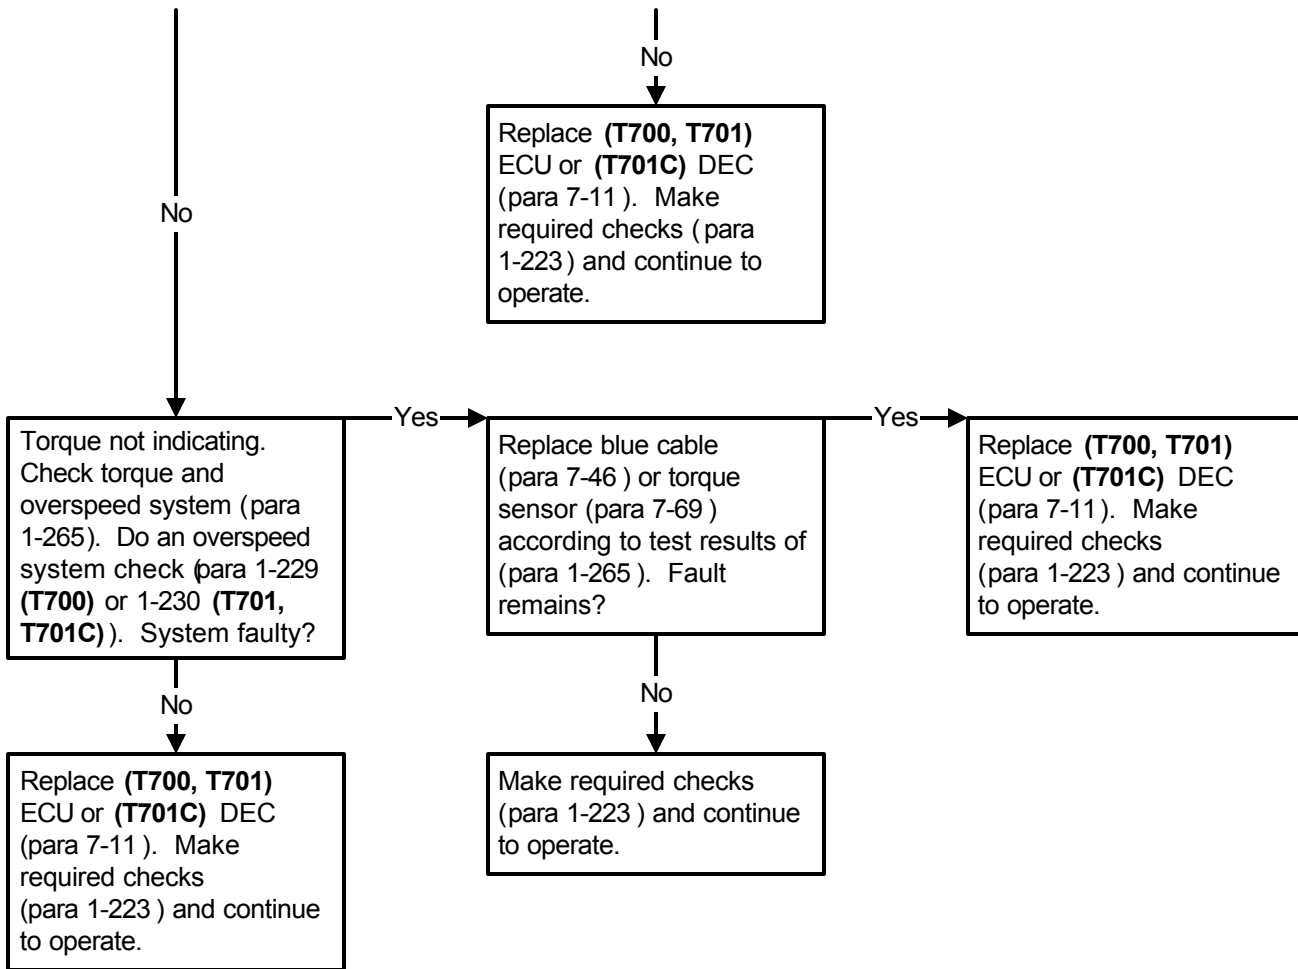 No
Replace (T700, T701)
ECU or (T701C) DEC
(para 7-11). Make
required checks (para
1-223) and continue to
operate.
No
Torque not indicating.
Check torque and
overspeed system (para
1-265). Do an overspeed
system check (para 1-229
(T700) or 1-230 (T701,
T701C)). System faulty?
Yes
Replace blue cable
(para 7-46) or torque
sensor (para 7-69)
according to test results of
(para 1-265). Fault
remains?
Yes
Replace (T700, T701)
ECU or (T701C) DEC
(para 7-11). Make
required checks
(para 1-223) and continue
to operate.
No
Replace (T700, T701)
ECU or (T701C) DEC
(para 7-11). Make
required checks
(para 1-223) and continue
to operate.
No
Make required checks
(para 1-223) and continue
to operate.